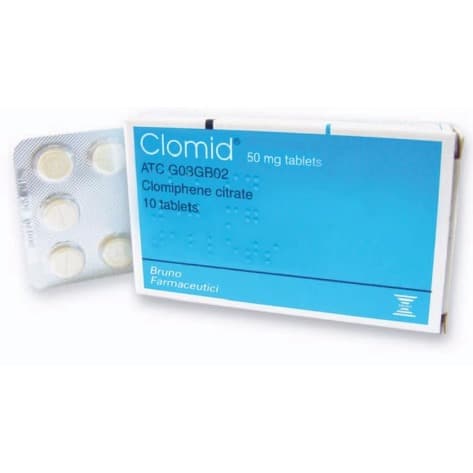 Clomid® 50 mg tablets
ATC G03GB02
Clomiphene citrate
10 tablets
Bruno
Farmaceutici